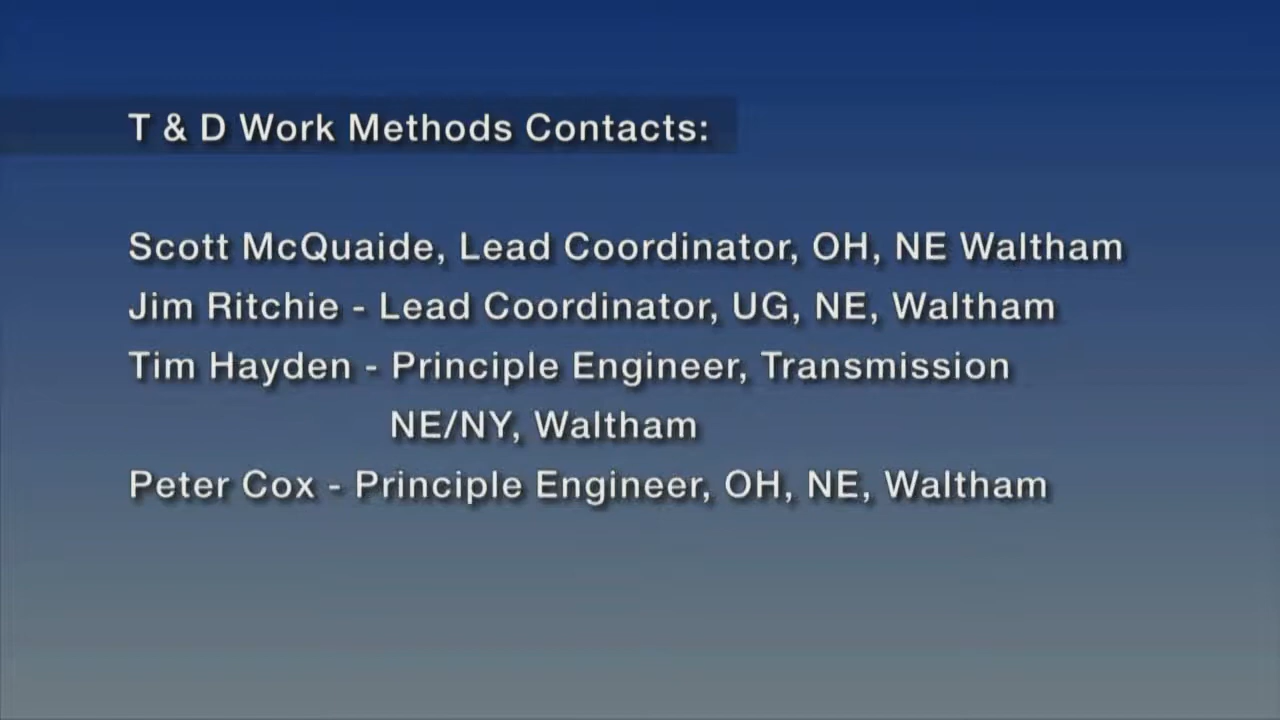 T & D Work Methods Contacts:
Scott McQuaide, Lead Coordinator, OH, NE Waltham
Jim Ritchie - Lead Coordinator, UG, NE, Waltham
Tim Hayden - Principle Engineer, Transmission
NE/NY, Waltham
Peter Cox - Principle Engineer, OH, NE, Waltham